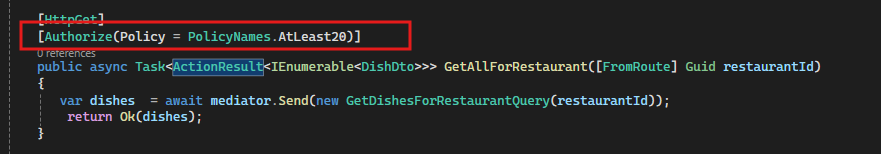 [HttpGet]
[Authorize(Policy = PolicyNames.AtLeast20)]
0 references
public async Task<ActionResult<IEnumerable<DishDto>>> GetAllForRestaurant([FromRoute] Guid restaurantId)
{
var dishes = await mediator.Send(new GetDishesForRestaurantQuery(restaurantId));
return Ok(dishes);
}